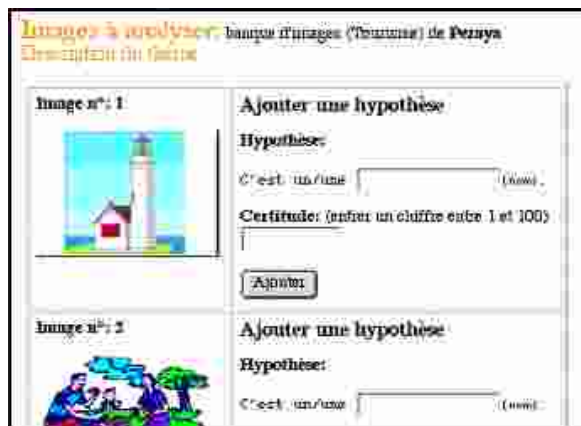 Images à analyser: banque d'images (Tourisme) de Peraya
Description du thème
Image n°: 1
Ajouter une hypothèse
Hypothèse:
C'est un/une (nom).
Certitude: (entrer un chiffre entre 1 et 100)
Ajouter
Image n°: 2
Ajouter une hypothèse
Hypothèse:
C'est un/une (nom).